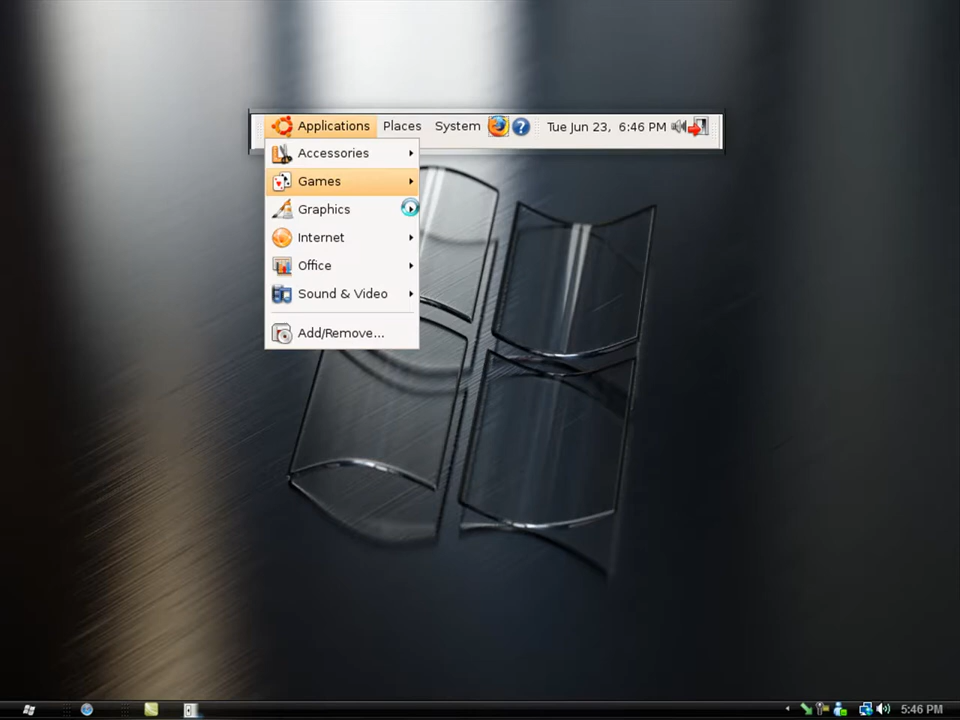 Applications Places System ? Tue Jun 23, 6:46 PM
Accessories
Games
Graphics
Internet
Office
Sound & Video
Add/Remove...
5:46 PM